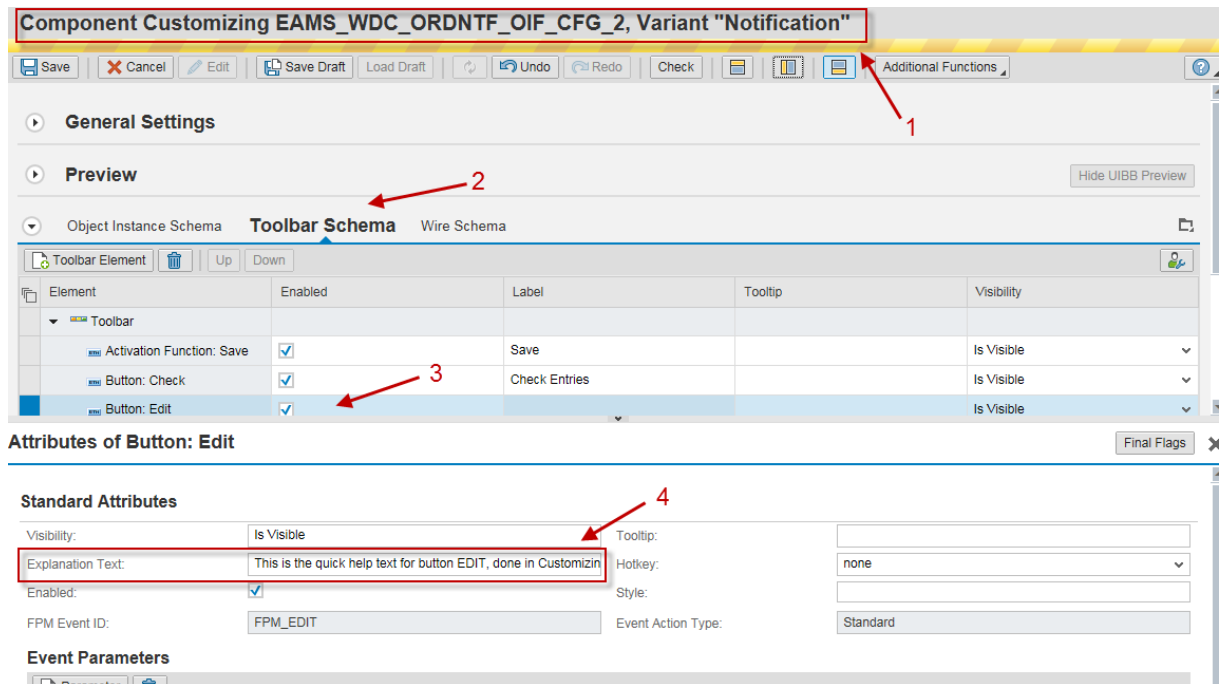 Component Customizing EAMS_WDC_ORDNTF_OIF_CFG_2, Variant "Notification"
Save Cancel Edit Save Draft Load Draft Undo Redo Check Additional Functions
1
General Settings
Preview
Hide UIBB Preview
2
Object Instance Schema Toolbar Schema Wire Schema
Toolbar Element Up Down
Element Enabled Label Tooltip Visibility
Toolbar
Activation Function: Save Save Is Visible
Button: Check Check Entries Is Visible
3
Button: Edit Is Visible
Attributes of Button: Edit Final Flags
Standard Attributes
4
Visibility: Is Visible Tooltip:
Explanation Text: This is the quick help text for button EDIT, done in Customizin Hotkey: none
Enabled: Style:
FPM Event ID: FPM_EDIT Event Action Type: Standard
Event Parameters
Parameter